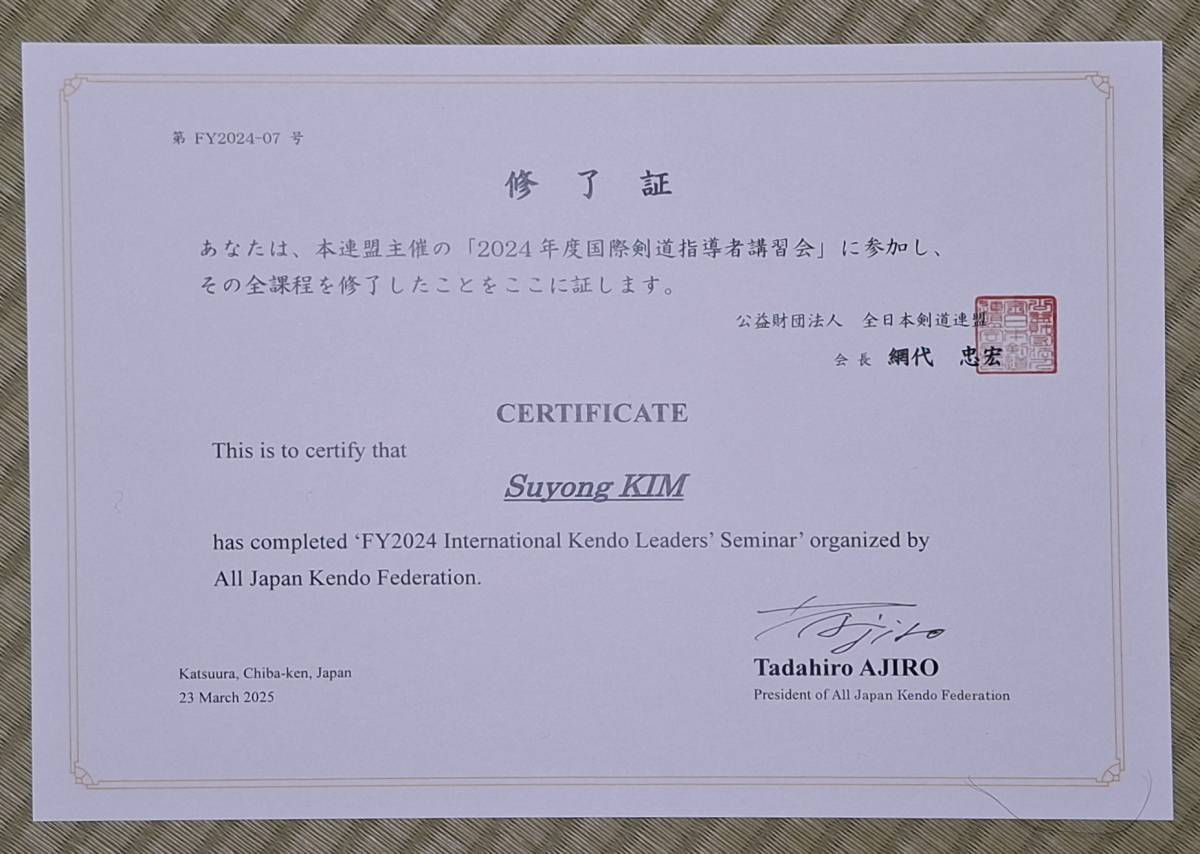 第 FY2024-07 号
修 了 証
あなたは、本連盟主催の「2024年度国際剣道指導者講習会」に参加し、
その全課程を修了したことをここに証します。
公益財団法人 全日本剣道連盟
会長 網代 忠宏
CERTIFICATE
This is to certify that
Suyong KIM
has completed ‘FY2024 International Kendo Leaders’ Seminar’ organized by
All Japan Kendo Federation.
Ajiro
Tadahiro AJIRO
President of All Japan Kendo Federation
Katsuura, Chiba-ken, Japan
23 March 2025